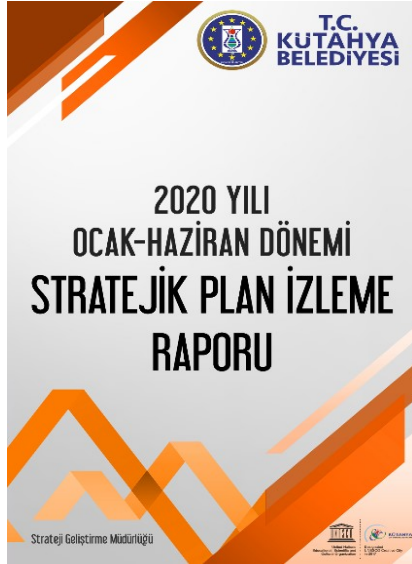 T.C.
KÜTAHYA
BELEDİYESİ
2020 YILI
OCAK-HAZİRAN DÖNEMİ
STRATEJİK PLAN İZLEME
RAPORU
Strateji Geliştirme Müdürlüğü